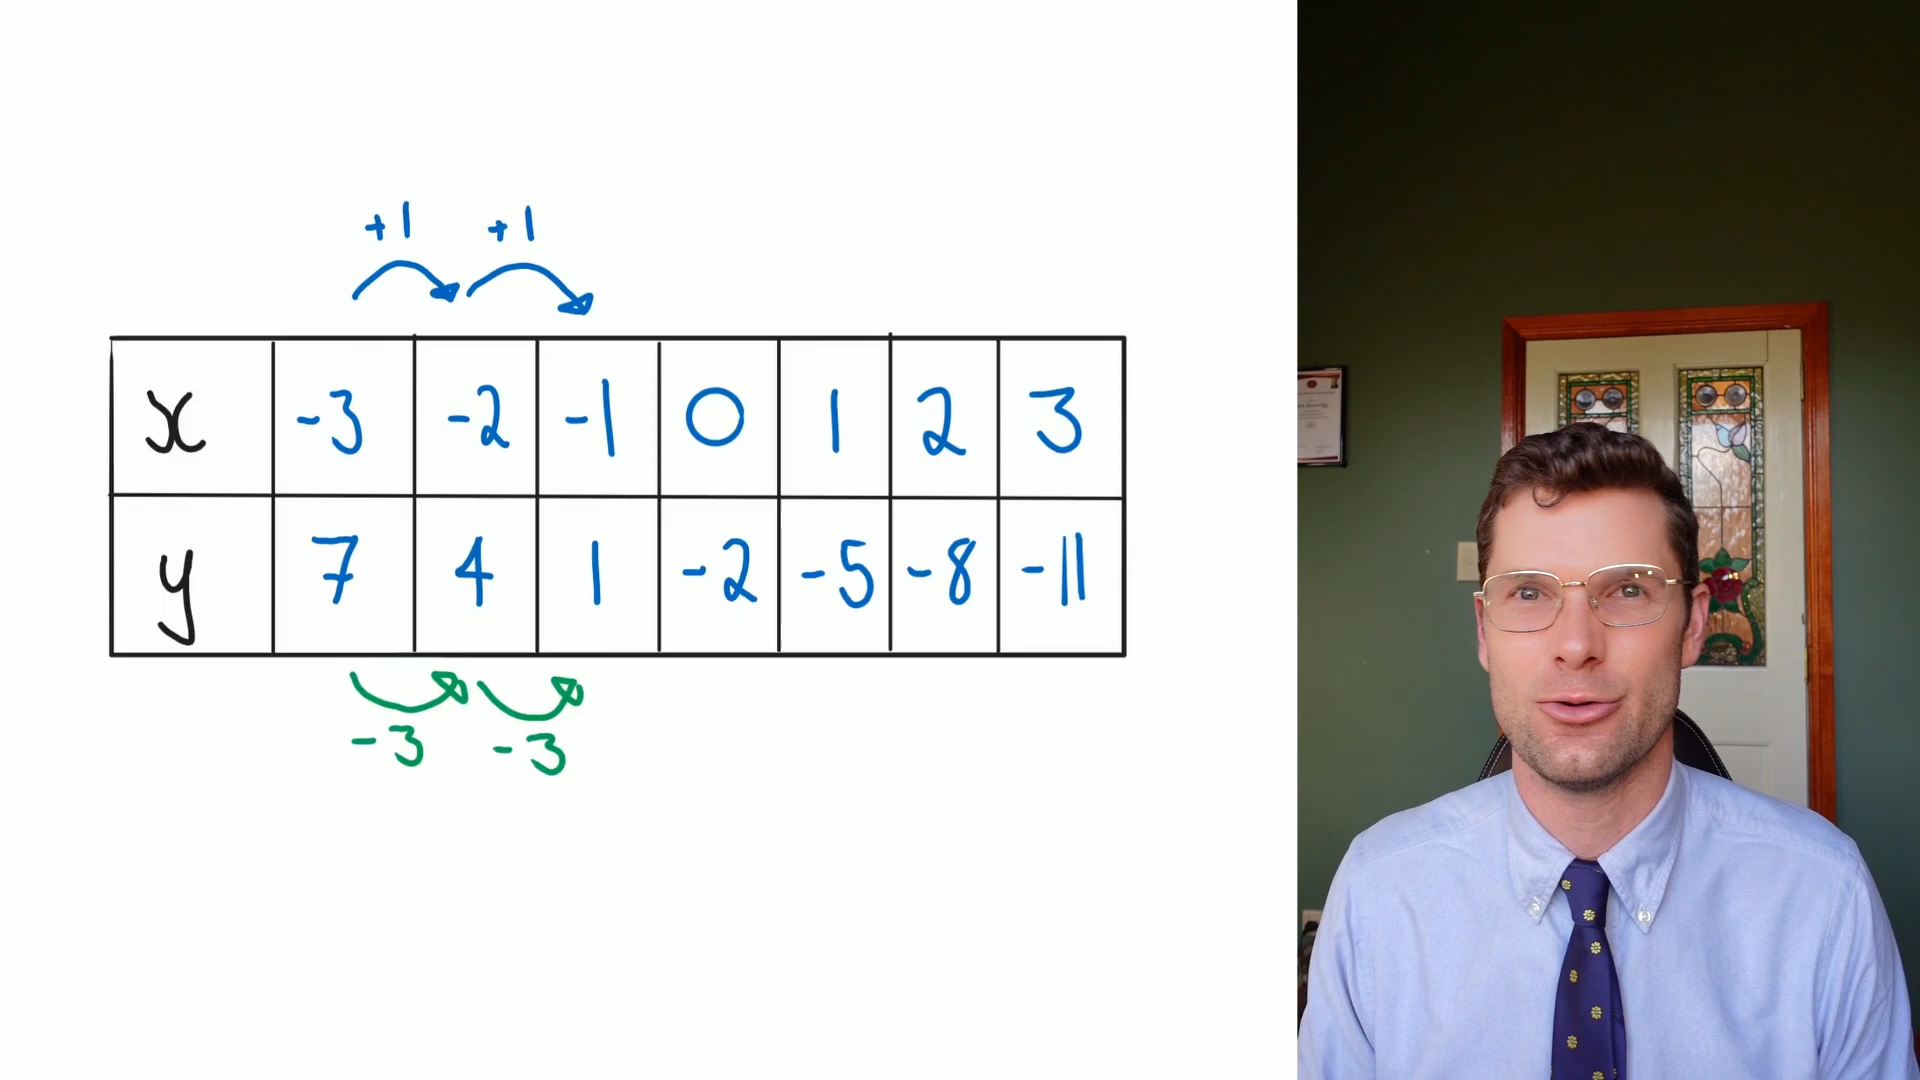 +1 +1
x -3 -2 -1 0 1 2 3
y 7 4 1 -2 -5 -8 -11
-3 -3